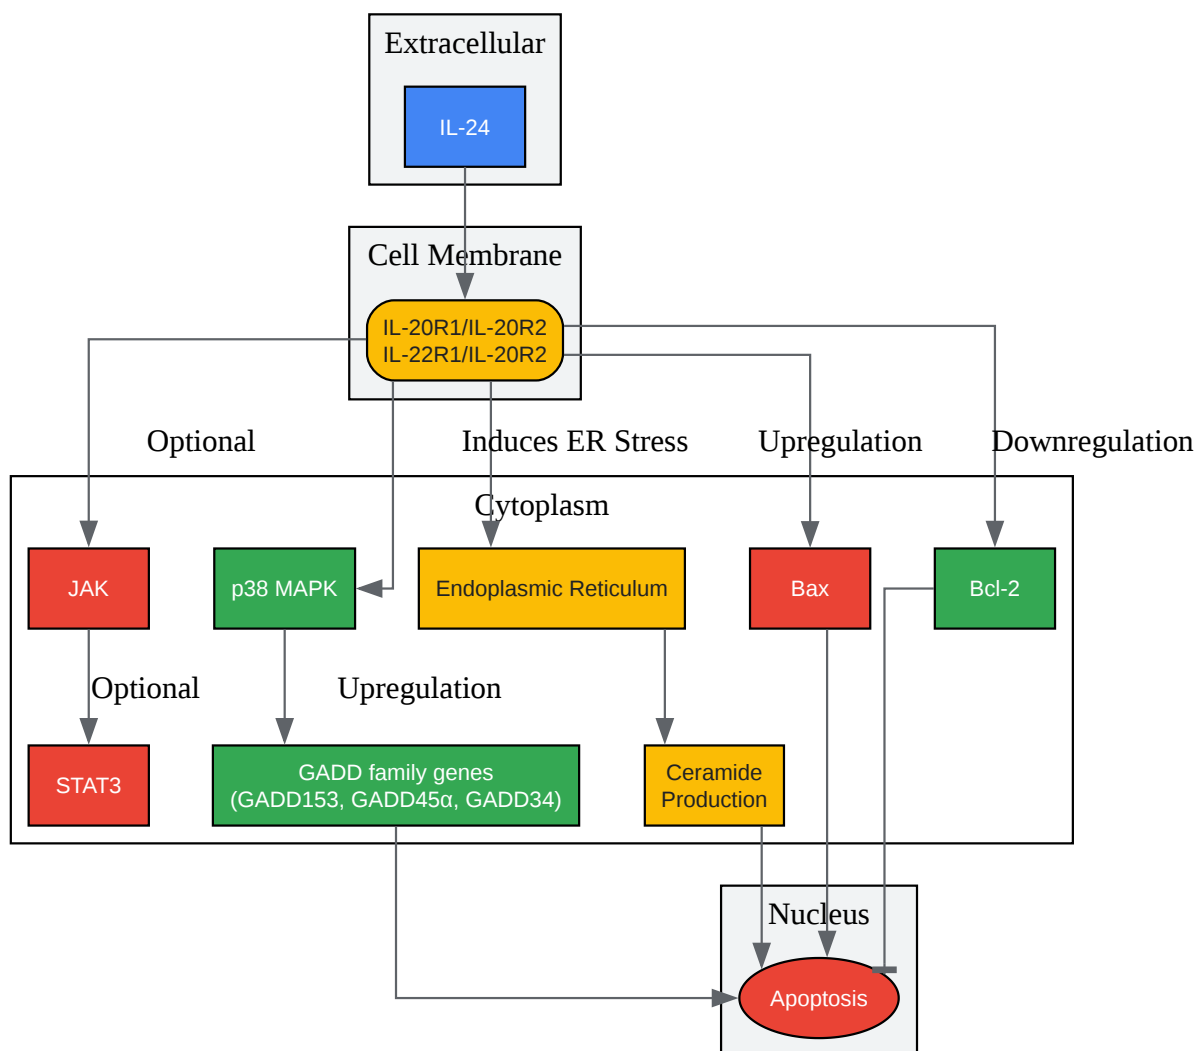 Extracellular
IL-24
Cell Membrane
IL-20R1/IL-20R2
IL-22R1/IL-20R2
Optional
Induces ER Stress
Upregulation
Downregulation
Cytoplasm
JAK
p38 MAPK
Endoplasmic Reticulum
Bax
Bcl-2
Optional
Upregulation
STAT3
GADD family genes
(GADD153, GADD45α, GADD34)
Ceramide
Production
Nucleus
Apoptosis